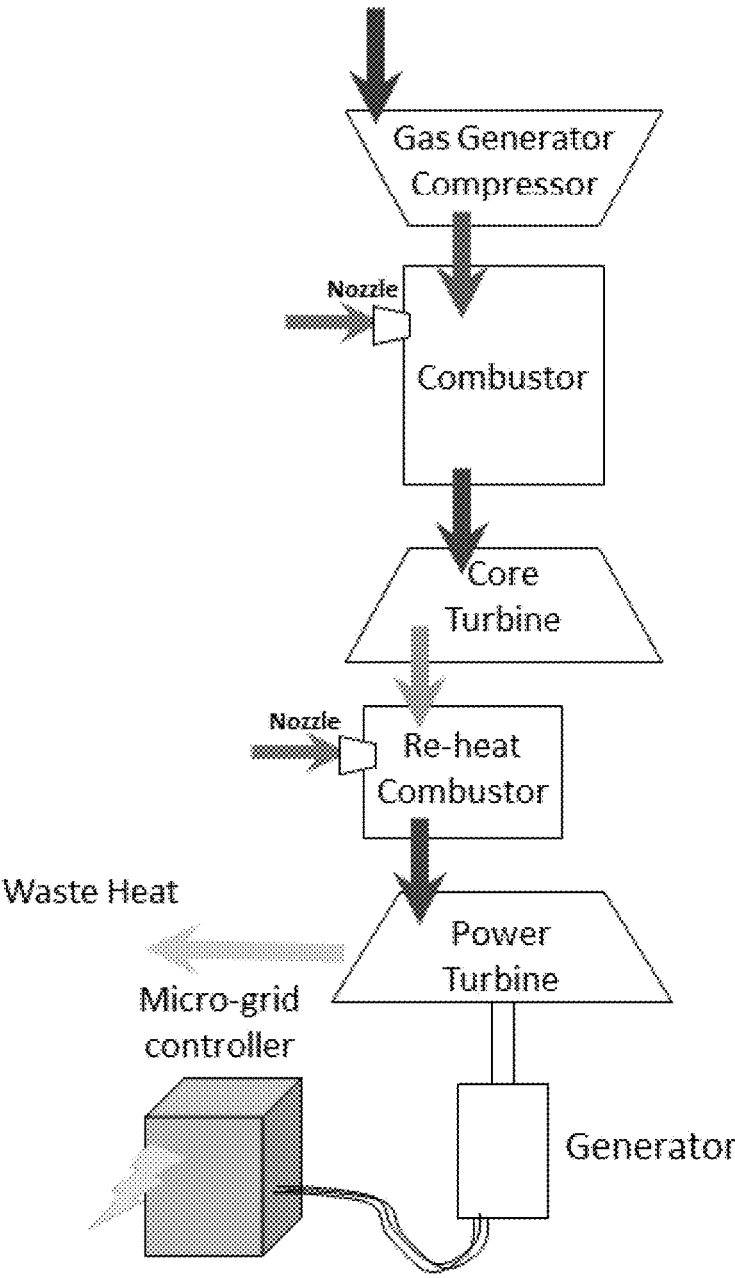 Gas Generator
Compressor
Nozzle
Combustor
Core
Turbine
Nozzle
Re-heat
Combustor
Waste Heat
Power
Turbine
Micro-grid
controller
Generator